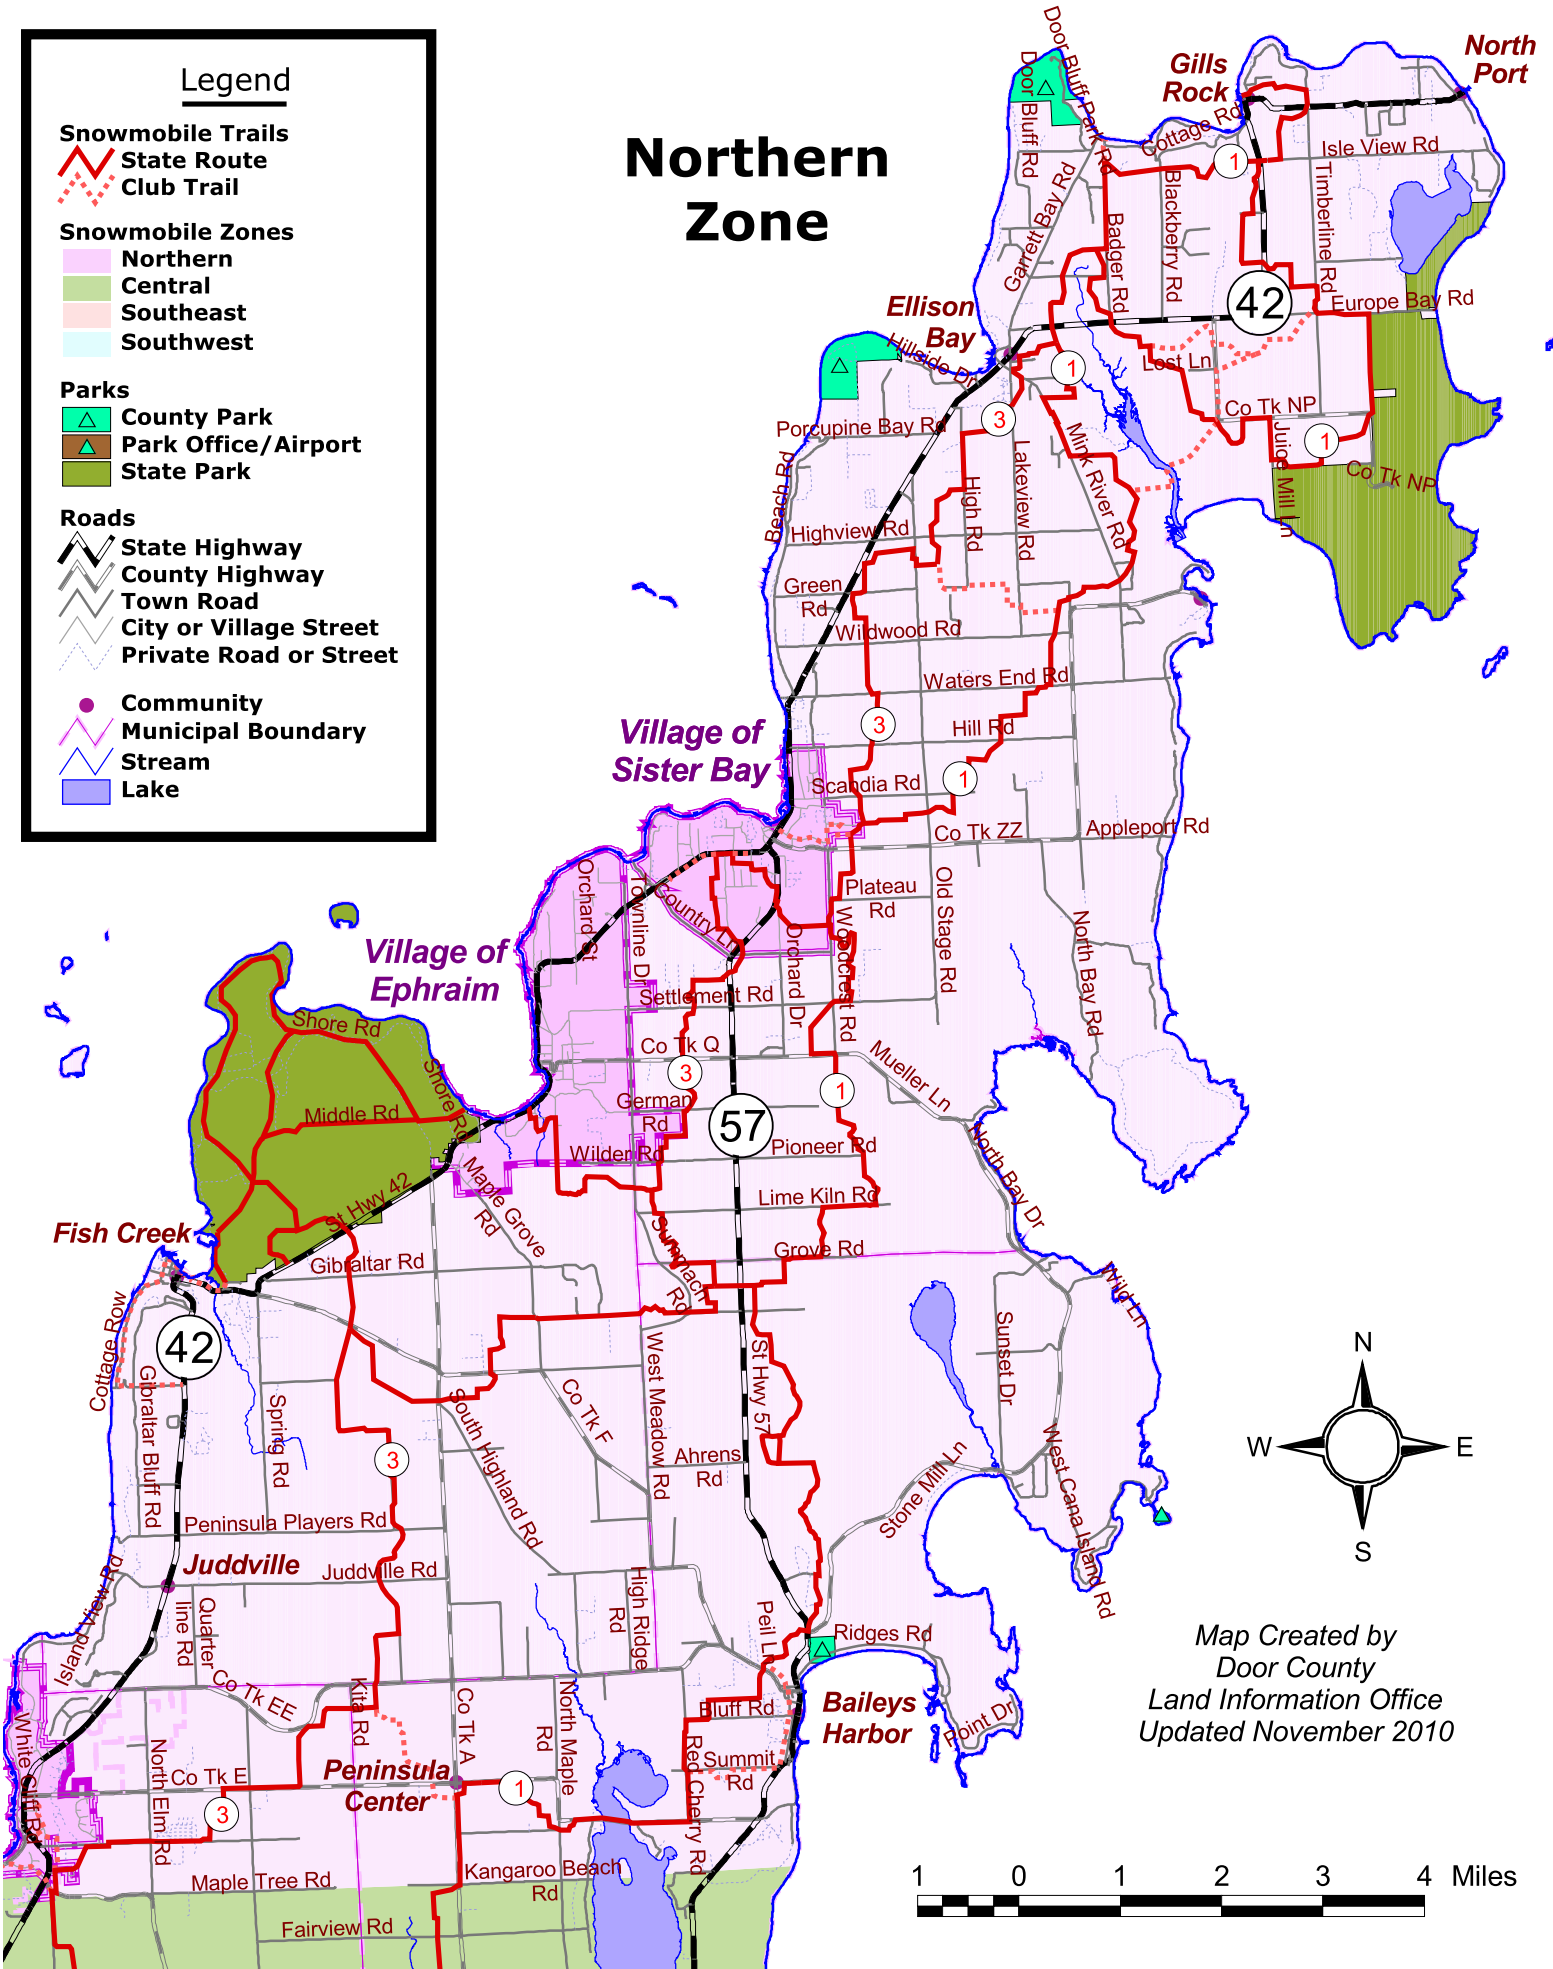 Legend
Snowmobile Trails
State Route
Club Trail
Snowmobile Zones
Northern
Central
Southeast
Southwest
Parks
County Park
Park Office/Airport
State Park
Roads
State Highway
County Highway
Town Road
City or Village Street
Private Road or Street
Community
Municipal Boundary
Stream
Lake
Northern
Zone
North
Port
Gills
Rock
Door Bluff Park Rd
Door Bluff Rd
Cottage Rd
Isle View Rd
1
Garrett Bay Rd
Badger Rd
Blackberry Rd
Timberline Rd
42
Europe Bay Rd
Ellison
Bay
Hillside Dr
1
Lost Ln
Co Tk NP
3
1
Porcupine Bay Rd
Juice Mill Ln
Co Tk NP
Beach Rd
Lakeview Rd
Mink River Rd
High Rd
Highview Rd
Green
Rd
Wildwood Rd
Waters End Rd
Village of
Sister Bay
3
Hill Rd
Scandia Rd
1
Co Tk ZZ
Appleport Rd
Plateau
Rd
Old Stage Rd
Orchard St
Townline Dr
Country Ln
Orchard Dr
Woodcrest Rd
North Bay Rd
Village of
Ephraim
Settlement Rd
Shore Rd
Co Tk Q
3
Mueller Ln
1
Shore Rd
Middle Rd
German
Rd
57
Pioneer Rd
Wilder Rd
North Bay Dr
Maple Grove
Rd
Lime Kiln Rd
St Hwy 42
Fish Creek
Summach
Rd
Grove Rd
Gibraltar Rd
Wild Ln
Cottage Row
42
Sunset Dr
St Hwy 57
West Meadow Rd
Gibraltar Bluff Rd
Spring Rd
South Highland Rd
Co Tk F
Ahrens
Rd
3
Stone Mill Ln
West Cana Island Rd
Peninsula Players Rd
Juddville
Juddville Rd
Island View Rd
Quarter
line Rd
High Ridge
Rd
Peil Ln
Ridges Rd
Co Tk EE
Kita Rd
Co Tk A
North Maple
Rd
Bluff Rd
Baileys
Harbor
Point Dr
White Cliff Rd
North Elm Rd
Co Tk E
Peninsula
Center
1
3
Red Cherry Rd
Summit
Rd
Maple Tree Rd
Kangaroo Beach
Rd
Fairview Rd
N
W
E
S
Map Created by
Door County
Land Information Office
Updated November 2010
1 0 1 2 3 4 Miles